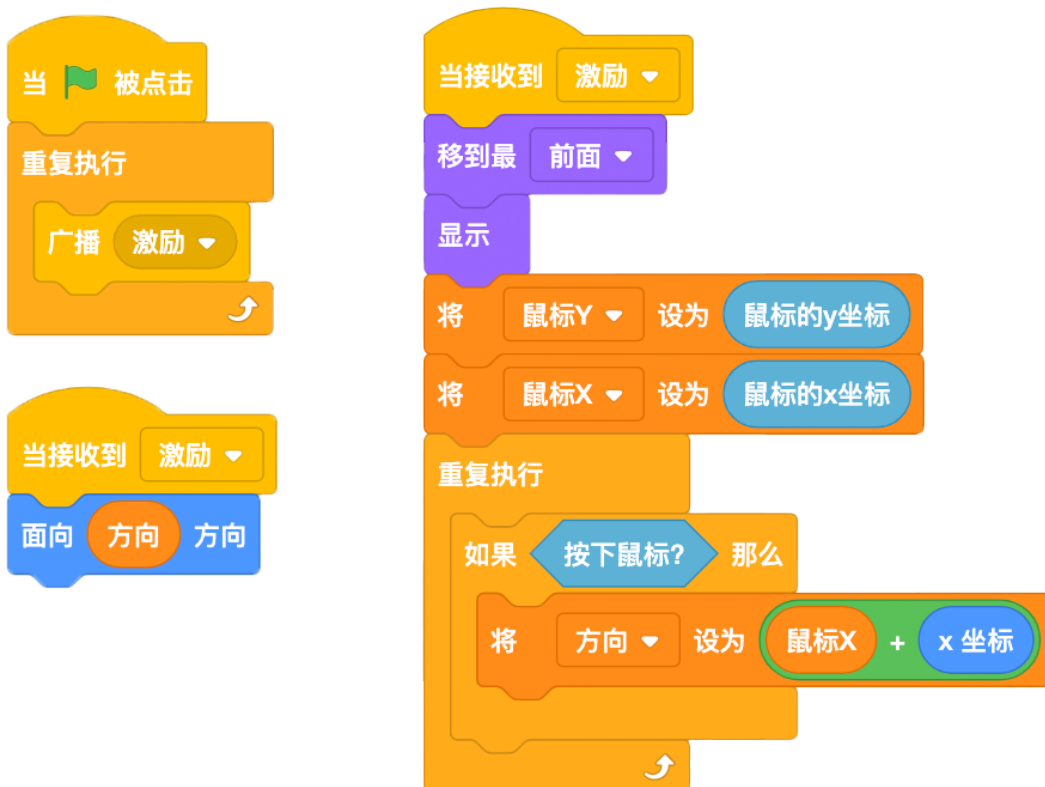 当 被点击
重复执行
广播 激励
当接收到 激励
面向 方向 方向
当接收到 激励
移到最 前面
显示
将 鼠标Y 设为 鼠标的y坐标
将 鼠标X 设为 鼠标的x坐标
重复执行
如果 按下鼠标? 那么
将 方向 设为 鼠标X + x 坐标